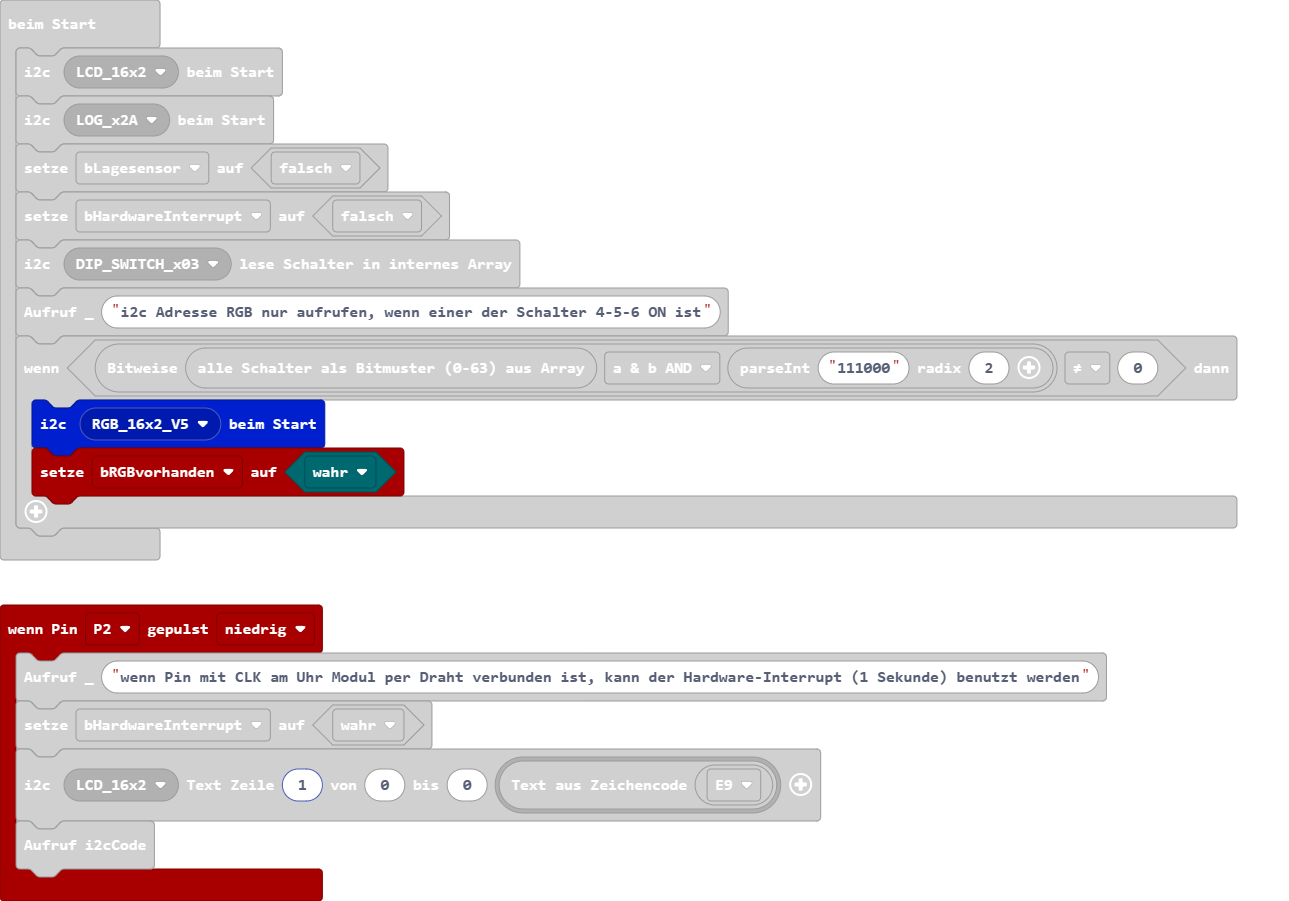 beim Start
i2c LCD_16x2 beim Start
i2c LOG_x2A beim Start
setze bLagesensor auf falsch
setze bHardwareInterrupt auf falsch
i2c DIP_SWITCH_x03 lese Schalter in internes Array
Aufruf _ "i2c Adresse RGB nur aufrufen, wenn einer der Schalter 4-5-6 ON ist"
wenn Bitweise alle Schalter als Bitmuster (0-63) aus Array a & b AND parseInt "111000" radix 2 ≠ 0 dann
i2c RGB_16x2_V5 beim Start
setze bRGBvorhanden auf wahr
wenn Pin P2 gepulst niedrig
Aufruf _ "wenn Pin mit CLK am Uhr Modul per Draht verbunden ist, kann der Hardware-Interrupt (1 Sekunde) benutzt werden"
setze bHardwareInterrupt auf wahr
i2c LCD_16x2 Text Zeile 1 von 0 bis 0 Text aus Zeichencode E9
Aufruf i2cCode